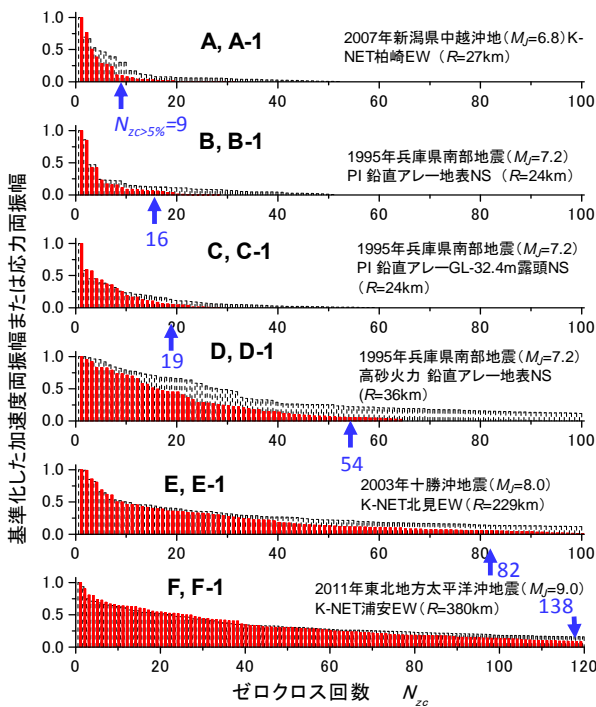 基準化した加速度両振幅または応力両振幅
1.0
0.5
0.0
A, A-1
2007年新潟県中越沖地(MJ=6.8)K-
NET柏崎EW (R=27km)
0 20 40 60 80 100
Nzc>5%=9
1.0
0.5
0.0
B, B-1
1995年兵庫県南部地震(MJ=7.2)
PI 鉛直アレー地表NS (R=24km)
0 20 40 60 80 100
16
1.0
0.5
0.0
C, C-1
1995年兵庫県南部地震(MJ=7.2)
PI 鉛直アレーGL-32.4m露頭NS
(R=24km)
0 20 40 60 80 100
19
1.0
0.5
0.0
D, D-1
1995年兵庫県南部地震(MJ=7.2)
高砂火力 鉛直アレー地表NS
(R=36km)
0 20 40 60 80 100
54
1.0
0.5
0.0
E, E-1
2003年十勝沖地震(MJ=8.0)
K-NET北見EW(R=229km)
0 20 40 60 80 100
82
1.0
0.5
0.0
F, F-1
2011年東北地方太平洋沖地震(MJ=9.0)
K-NET浦安EW(R=380km)
138
0 20 40 60 80 100 120
ゼロクロス回数 Nzc